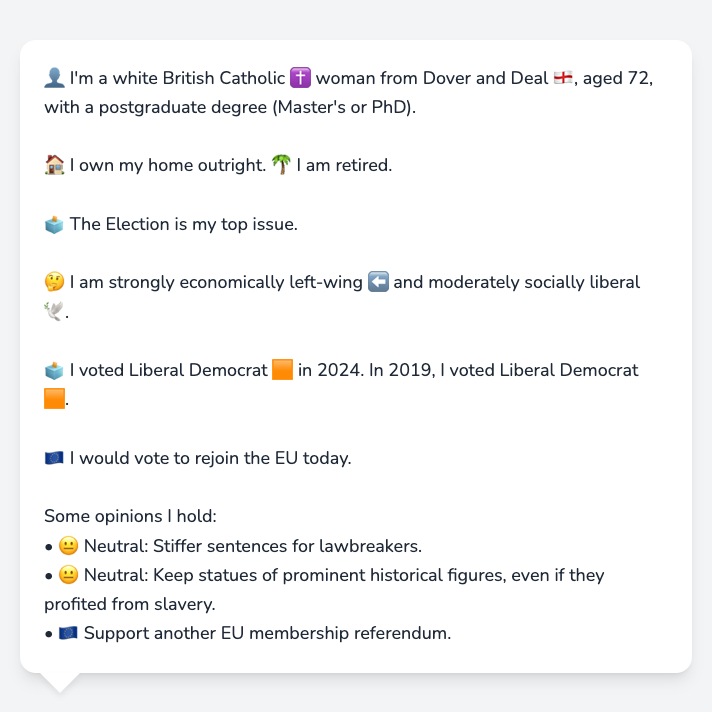 👤 I'm a white British Catholic ✝️ woman from Dover and Deal 🏴󠁧󠁢󠁥󠁮󠁧󠁿, aged 72,
with a postgraduate degree (Master's or PhD).
🏠 I own my home outright. 🌴 I am retired.
🗳️ The Election is my top issue.
🤔 I am strongly economically left-wing ⬅️ and moderately socially liberal
🕊️.
🗳️ I voted Liberal Democrat 🟧 in 2024. In 2019, I voted Liberal Democrat
🟧.
🇪🇺 I would vote to rejoin the EU today.
Some opinions I hold:
• 😐 Neutral: Stiffer sentences for lawbreakers.
• 😐 Neutral: Keep statues of prominent historical figures, even if they
profited from slavery.
• 🇪🇺 Support another EU membership referendum.